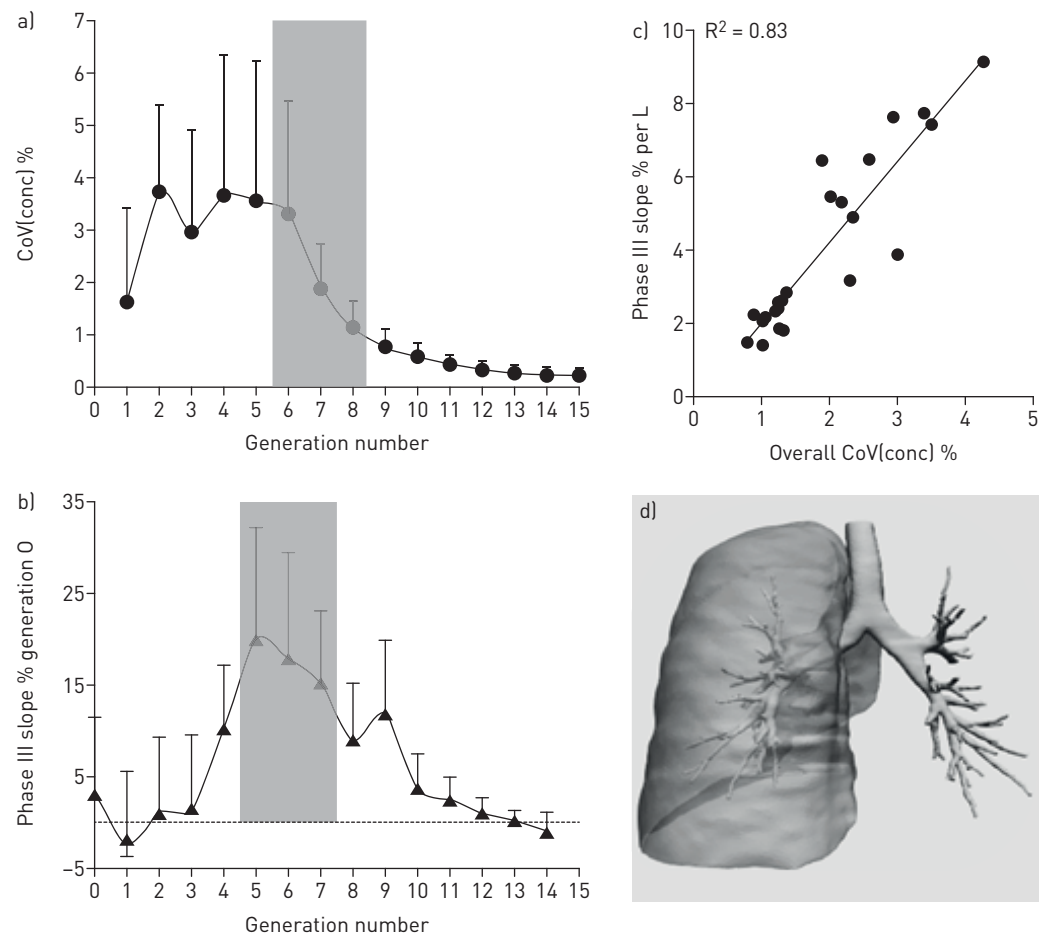 a)
7
6
5
4
3
2
1
0
CoV(conc) %
0 1 2 3 4 5 6 7 8 9 10 11 12 13 14 15
Generation number
c)
R² = 0.83
10
8
6
4
2
0
Phase III slope % per L
0 1 2 3 4 5
Overall CoV(conc) %
b)
35
25
15
5
–5
Phase III slope % generation 0
0 1 2 3 4 5 6 7 8 9 10 11 12 13 14 15
Generation number
d)